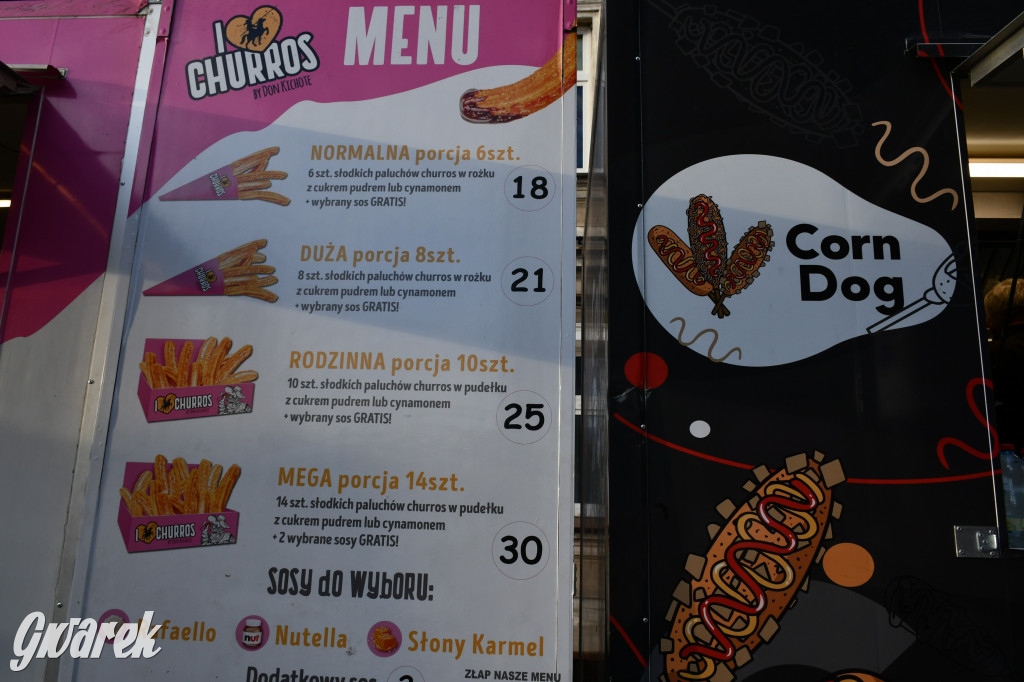 I CHURROS
BY DON KICHOTE
MENU
NORMALNA porcja 6szt.
6 szt. słodkich paluchów churros w rożku
z cukrem pudrem lub cynamonem
+ wybrany sos GRATIS!
18
DUŻA porcja 8szt.
8 szt. słodkich paluchów churros w rożku
z cukrem pudrem lub cynamonem
+ wybrany sos GRATIS!
21
RODZINNA porcja 10szt.
10 szt. słodkich paluchów churros w pudełku
z cukrem pudrem lub cynamonem
+ wybrany sos GRATIS!
25
I CHURROS
MEGA porcja 14szt.
14 szt. słodkich paluchów churros w pudełku
z cukrem pudrem lub cynamonem
+ 2 wybrane sosy GRATIS!
30
I CHURROS
SOSY do WYBORU:
Nutella
Słony Karmel
Dodatkowy sos
ZŁAP NASZE MENU
Corn
Dog
Gwarek